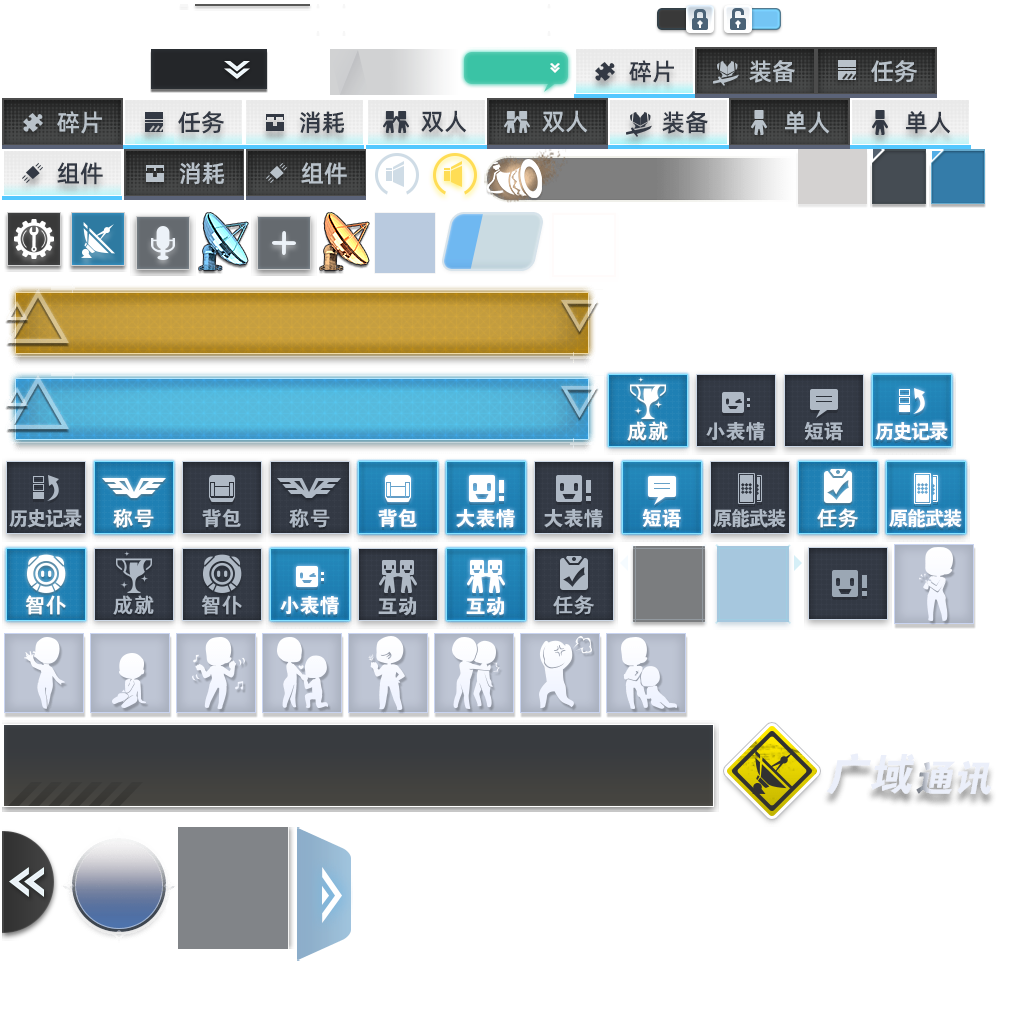 碎片 装备 任务
碎片 任务 消耗 双人 双人 装备 单人 单人
组件 消耗 组件
成就 小表情 短语 历史记录
历史记录 称号 背包 称号 背包 大表情 大表情 短语 原能武装 任务 原能武装
智仆 成就 智仆 小表情 互动 互动 任务
广域通讯